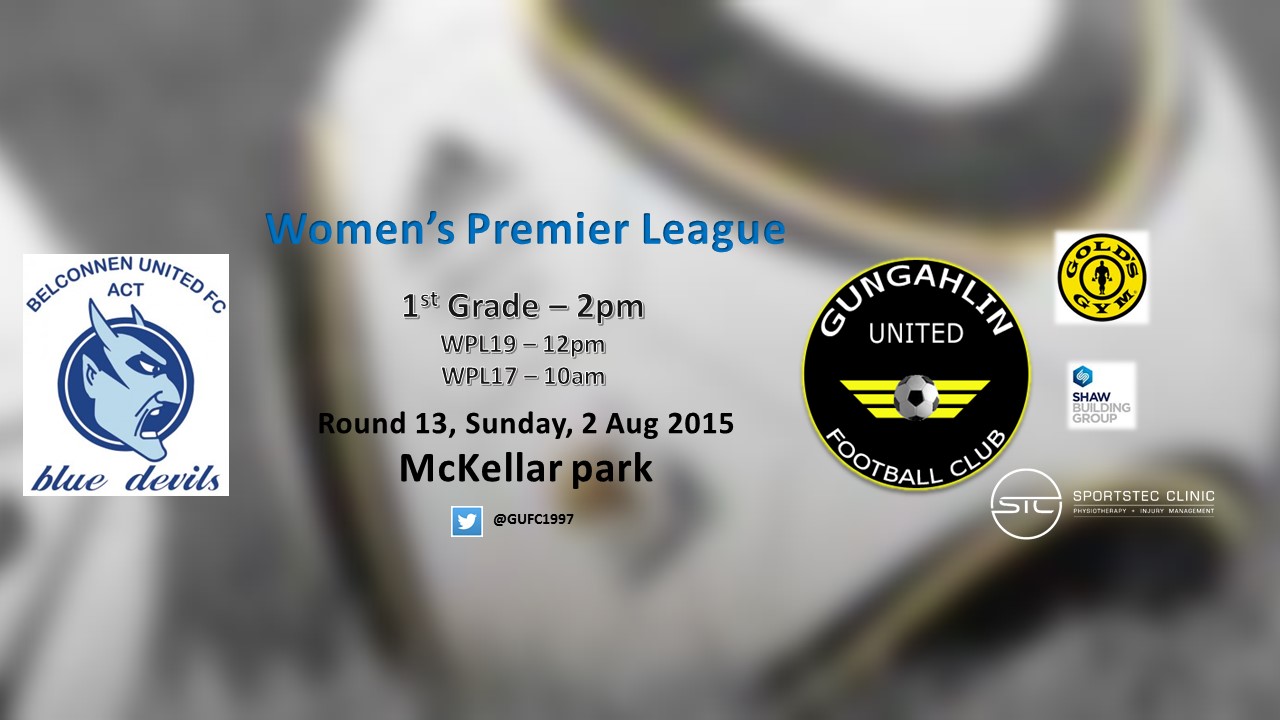 Women's Premier League
BELCONNEN UNITED FC
ACT
blue devils
1st Grade – 2pm
WPL19 – 12pm
WPL17 – 10am
Round 13, Sunday, 2 Aug 2015
McKellar park
@GUFC1997
GUNGAHLIN
UNITED
FOOTBALL CLUB
GOLD'S
GYM
SHAW
BUILDING
GROUP
STC
SPORTSTEC CLINIC
PHYSIOTHERAPY • INJURY MANAGEMENT